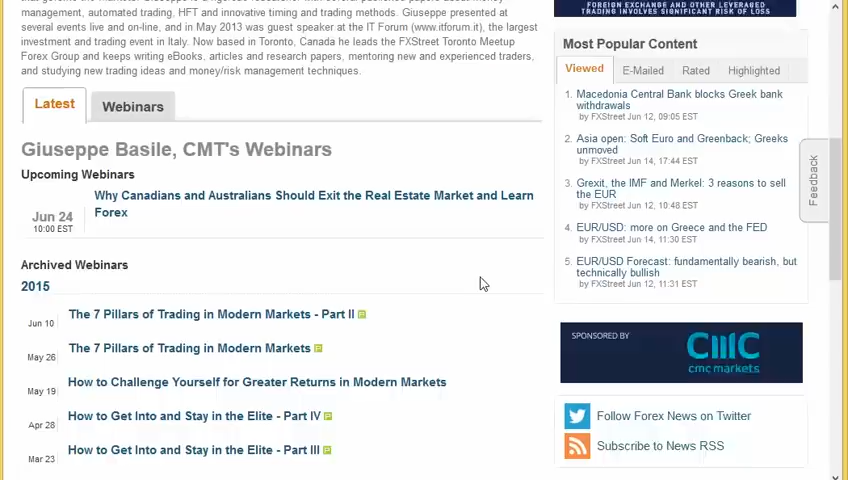 management, automated trading, HFT and innovative timing and trading methods. Giuseppe presented at
several events live and on-line, and in May 2013 was guest speaker at the IT Forum (www.itforum.it), the largest
investment and trading event in Italy. Now based in Toronto, Canada he leads the FXStreet Toronto Meetup
Forex Group and keeps writing eBooks, articles and research papers, mentoring new and experienced traders,
and studying new trading ideas and money/risk management techniques.
Latest
Webinars
Giuseppe Basile, CMT's Webinars
Upcoming Webinars
Jun 24
10:00 EST
Why Canadians and Australians Should Exit the Real Estate Market and Learn
Forex
Archived Webinars
2015
Jun 10
The 7 Pillars of Trading in Modern Markets - Part II P
May 26
The 7 Pillars of Trading in Modern Markets P
May 19
How to Challenge Yourself for Greater Returns in Modern Markets
Apr 28
How to Get Into and Stay in the Elite - Part IV P
Mar 23
How to Get Into and Stay in the Elite - Part III P
FOREIGN EXCHANGE AND OTHER LEVERAGED
TRADING INVOLVES SIGNIFICANT RISK OF LOSS
Most Popular Content
Viewed
E-Mailed
Rated
Highlighted
1. Macedonia Central Bank blocks Greek bank
withdrawals
by FXStreet Jun 12, 09:05 EST
2. Asia open: Soft Euro and Greenback; Greeks
unmoved
by FXStreet Jun 14, 17:44 EST
3. Grexit, the IMF and Merkel: 3 reasons to sell
the EUR
by FXStreet Jun 12, 10:48 EST
4. EUR/USD: more on Greece and the FED
by FXStreet Jun 14, 11:30 EST
5. EUR/USD Forecast: fundamentally bearish, but
technically bullish
by FXStreet Jun 12, 11:31 EST
SPONSORED BY
cmc
cmc markets
Follow Forex News on Twitter
Subscribe to News RSS
Feedback